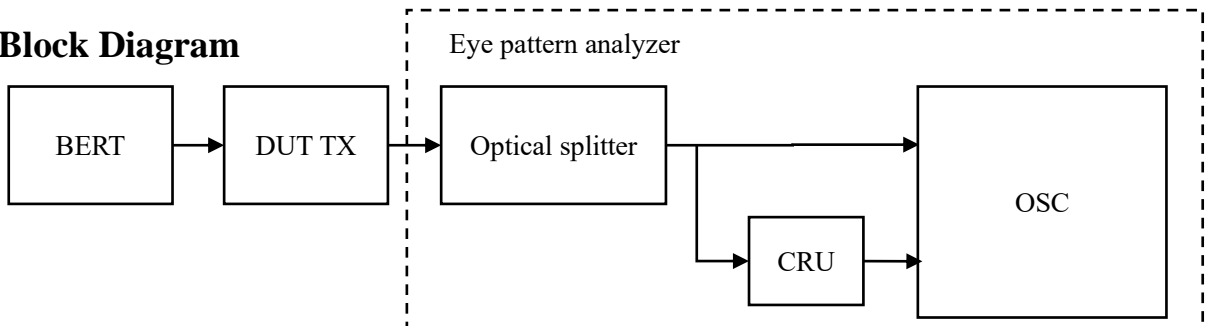 Block Diagram
Eye pattern analyzer
BERT
DUT TX
Optical splitter
OSC
CRU